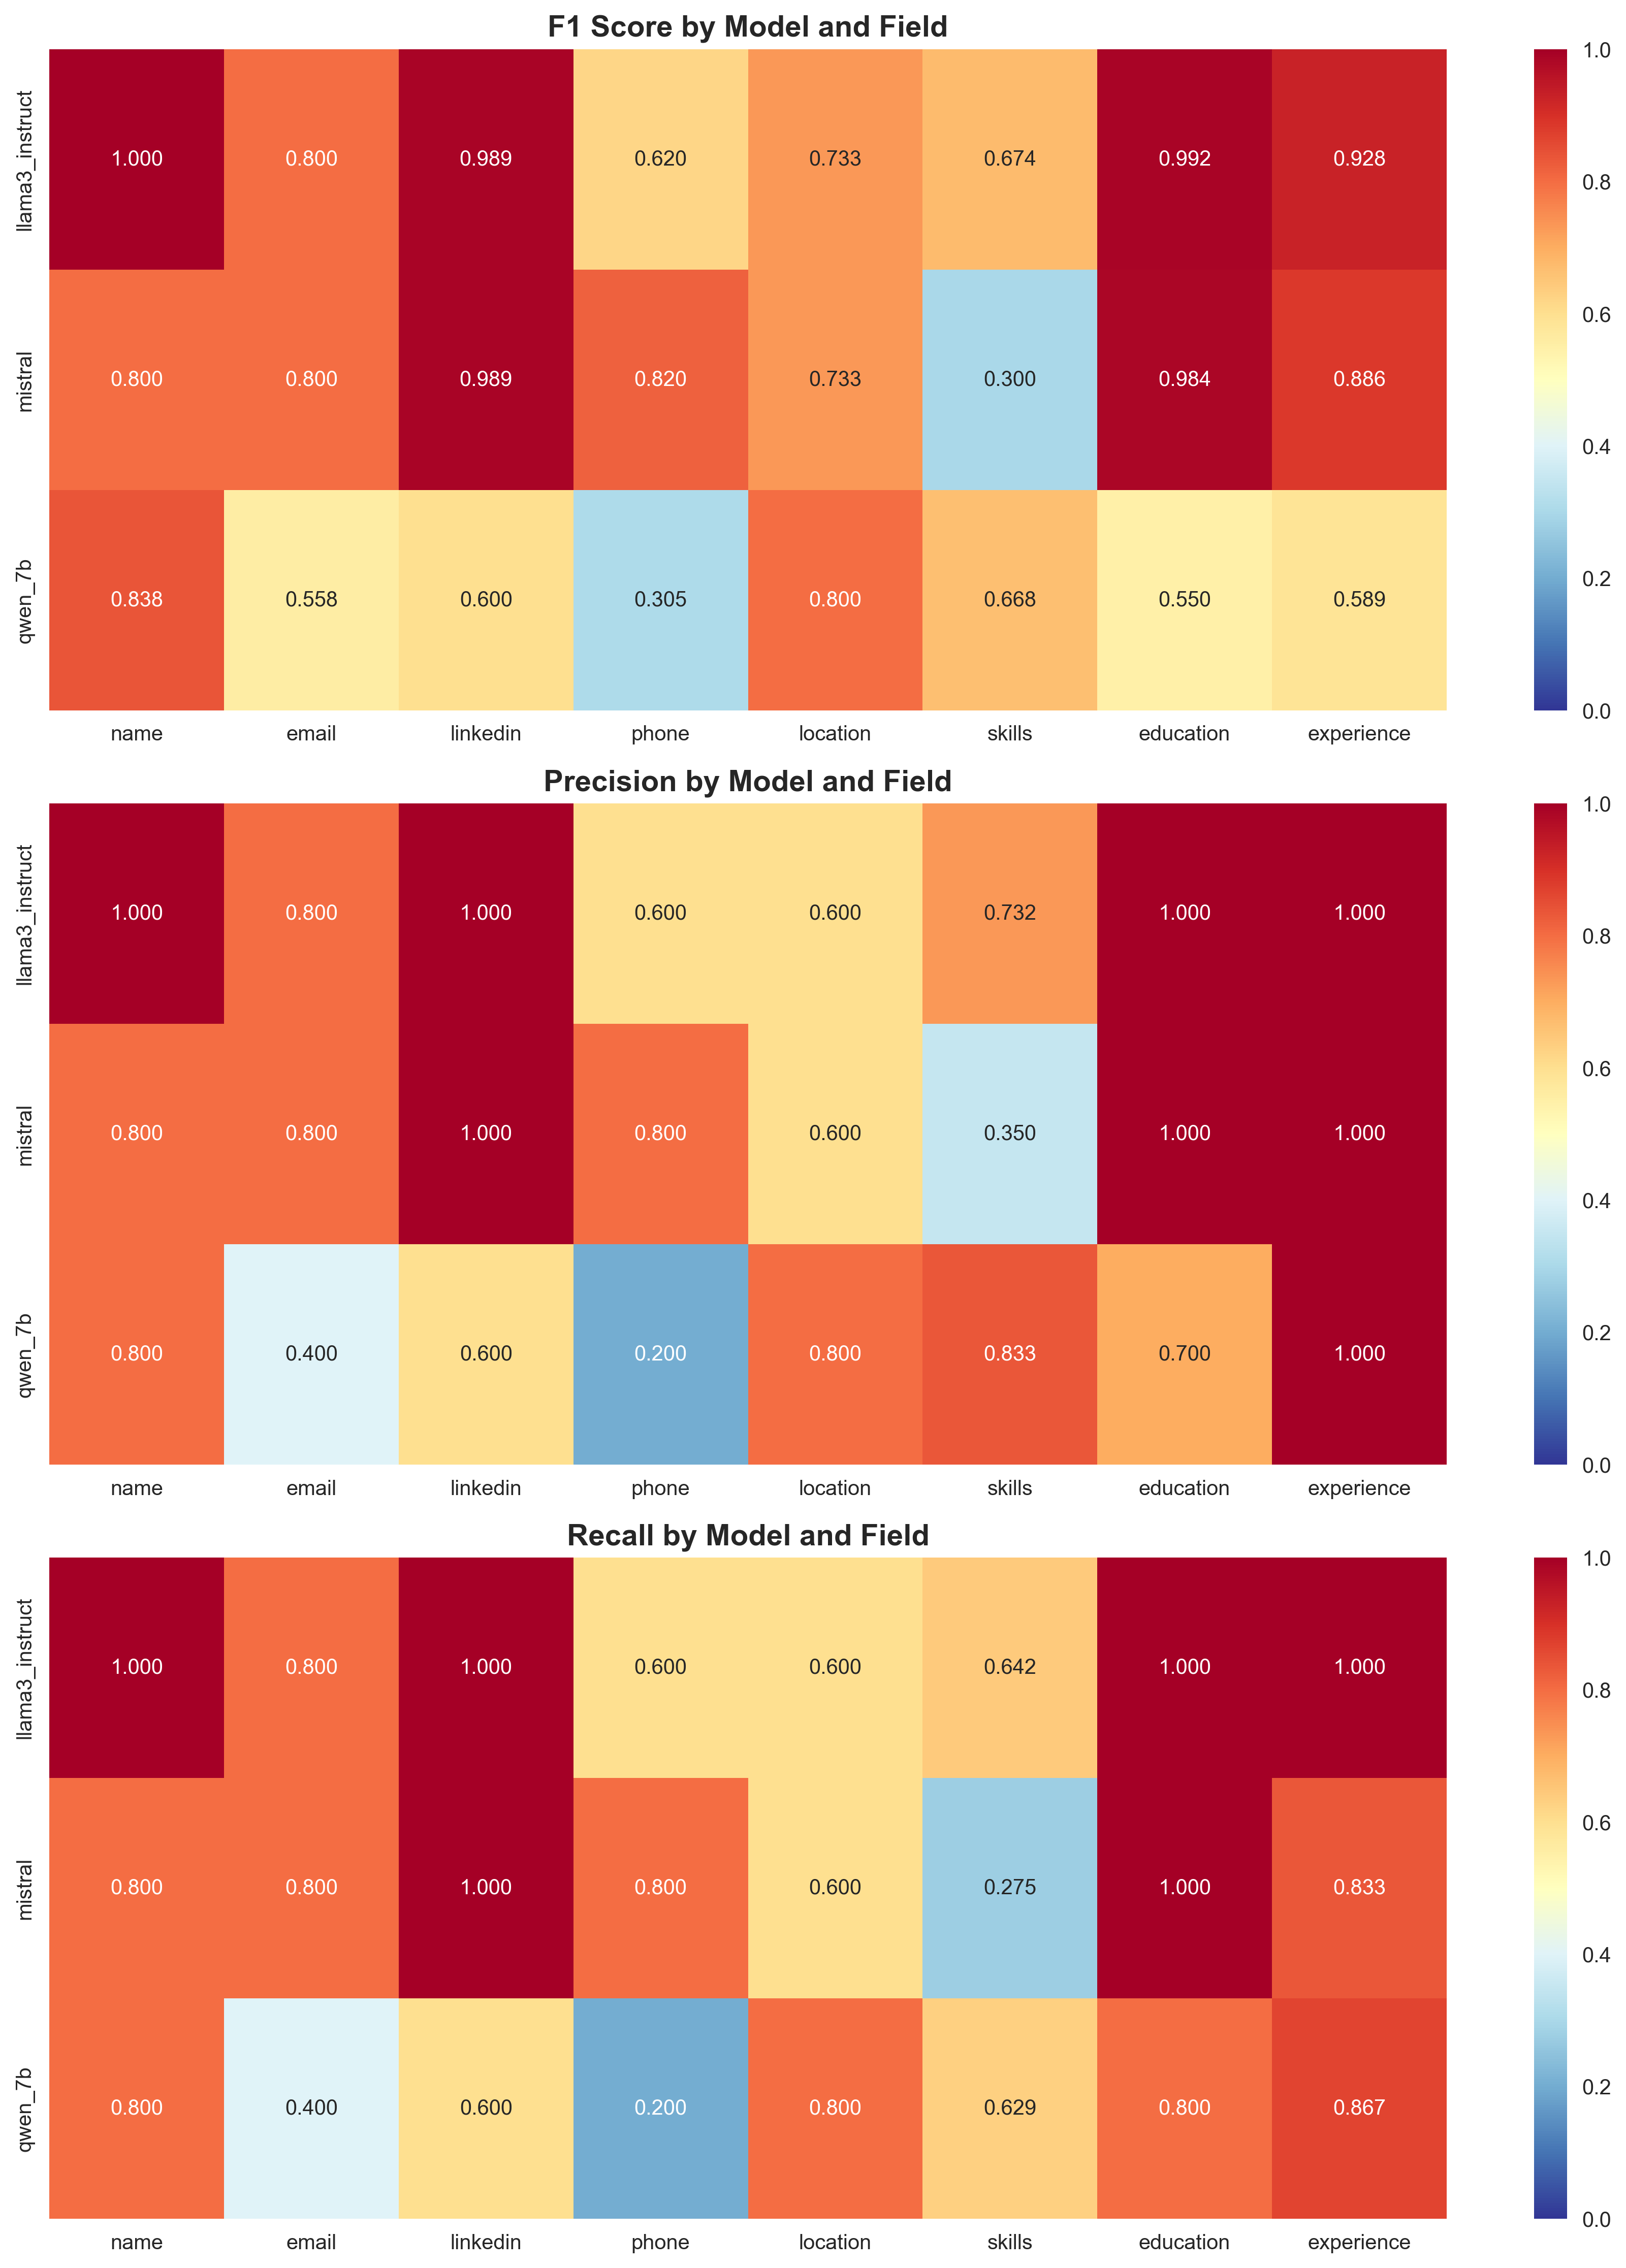 F1 Score by Model and Field
llama3_instruct
1.000 0.800 0.989 0.620 0.733 0.674 0.992 0.928
mistral
0.800 0.800 0.989 0.820 0.733 0.300 0.984 0.886
qwen_7b
0.838 0.558 0.600 0.305 0.800 0.668 0.550 0.589
name email linkedin phone location skills education experience
1.0
0.8
0.6
0.4
0.2
0.0
Precision by Model and Field
llama3_instruct
1.000 0.800 1.000 0.600 0.600 0.732 1.000 1.000
mistral
0.800 0.800 1.000 0.800 0.600 0.350 1.000 1.000
qwen_7b
0.800 0.400 0.600 0.200 0.800 0.833 0.700 1.000
name email linkedin phone location skills education experience
1.0
0.8
0.6
0.4
0.2
0.0
Recall by Model and Field
llama3_instruct
1.000 0.800 1.000 0.600 0.600 0.642 1.000 1.000
mistral
0.800 0.800 1.000 0.800 0.600 0.275 1.000 0.833
qwen_7b
0.800 0.400 0.600 0.200 0.800 0.629 0.800 0.867
name email linkedin phone location skills education experience
1.0
0.8
0.6
0.4
0.2
0.0